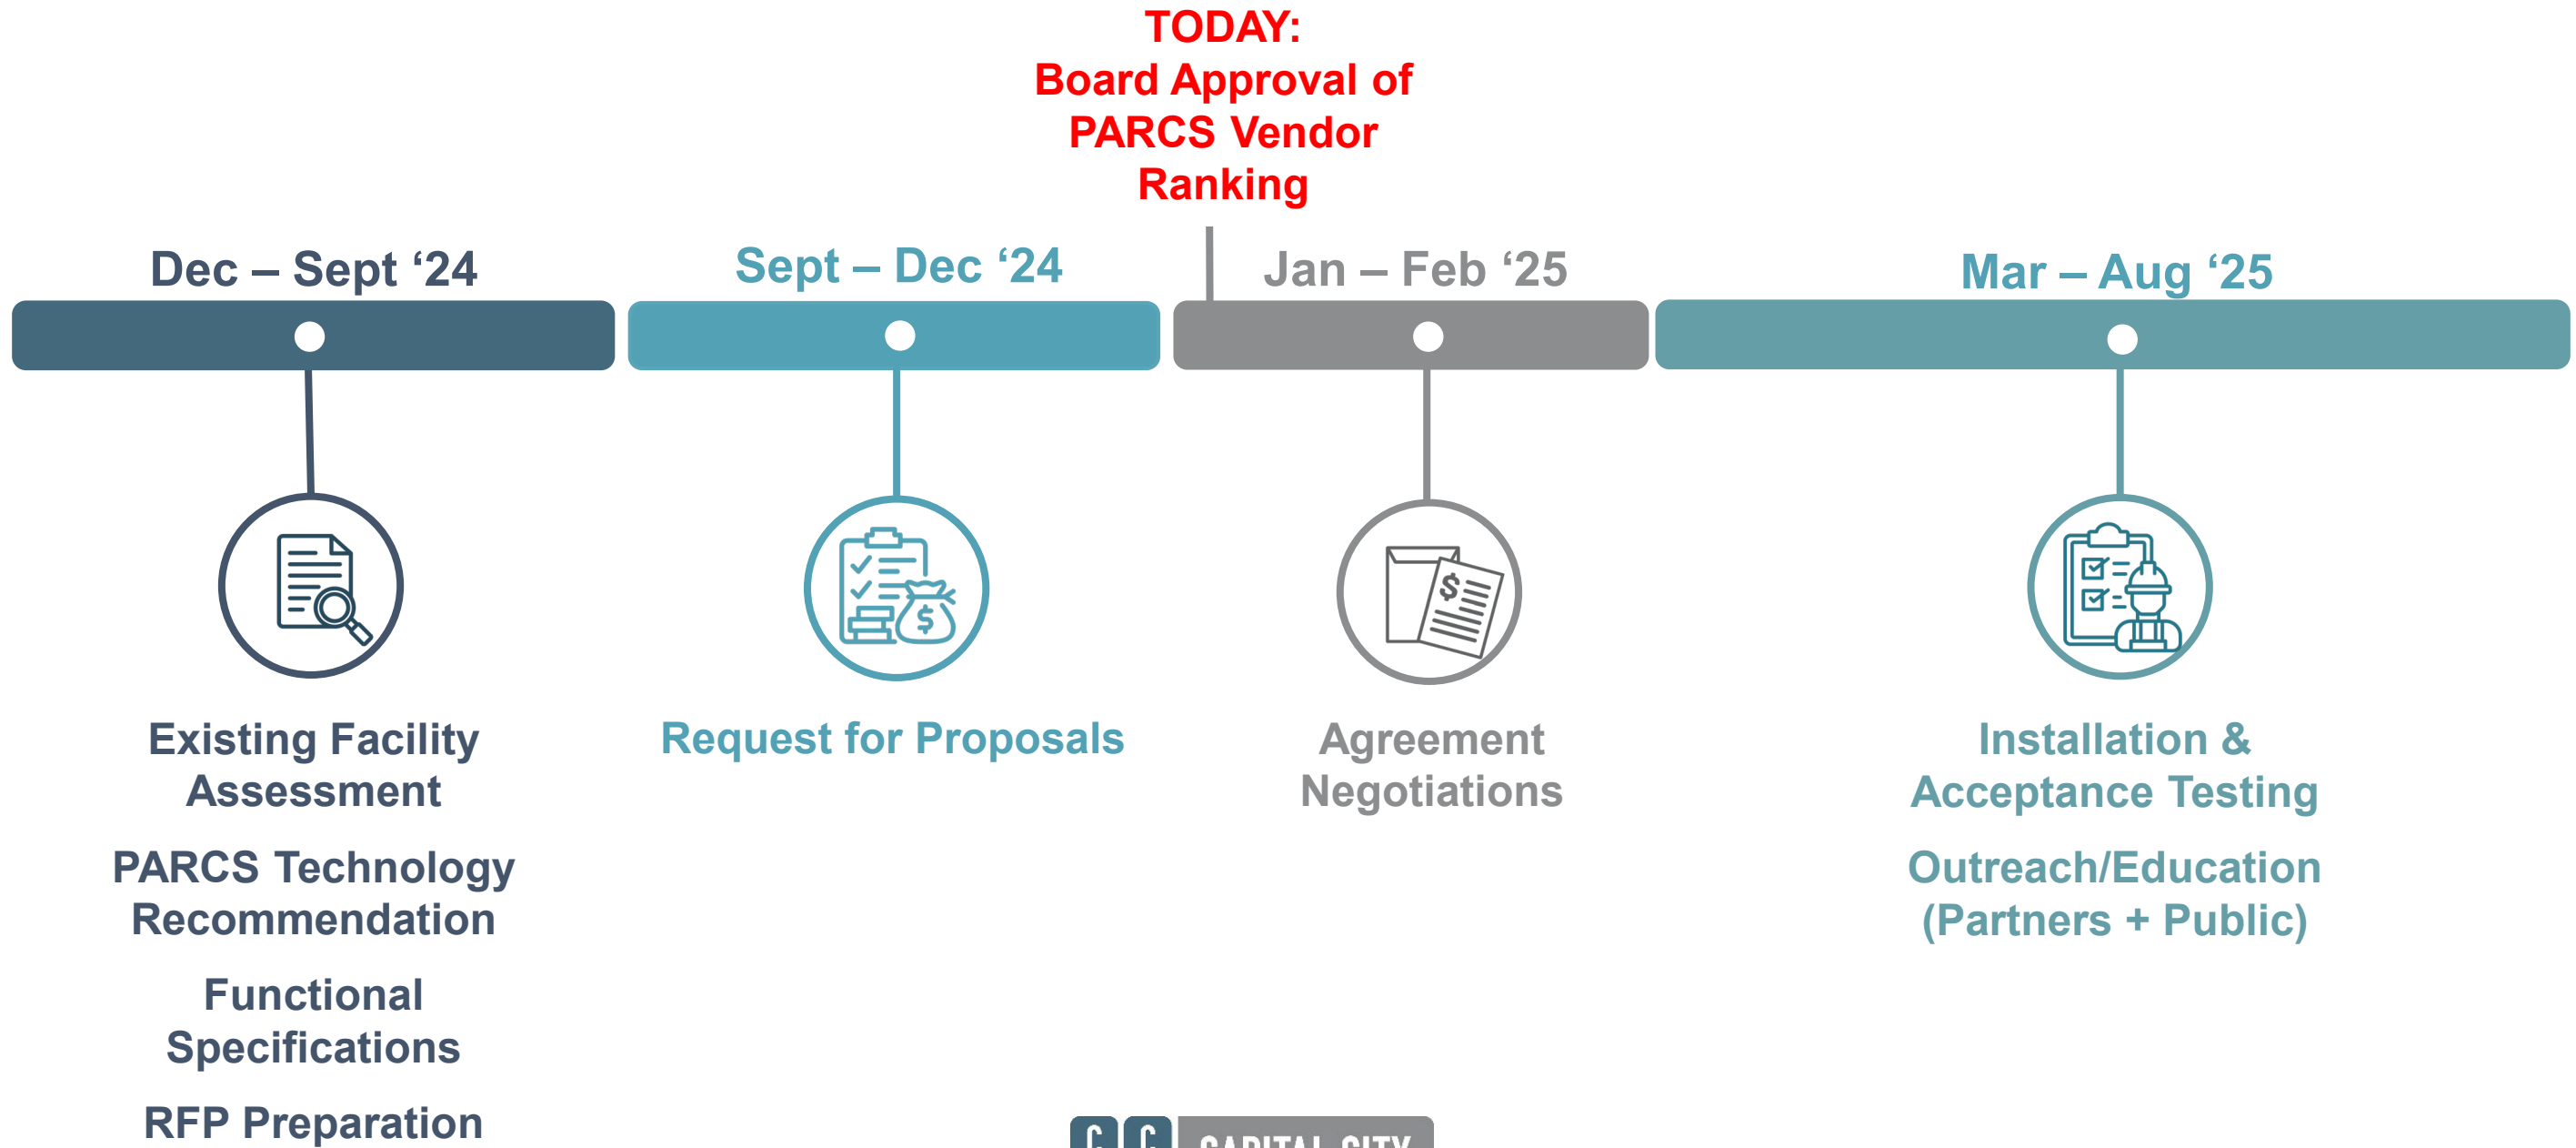 TODAY:
Board Approval of
PARCS Vendor
Ranking
Dec – Sept ‘24
Sept – Dec ‘24
Jan – Feb ‘25
Mar – Aug ‘25
Existing Facility
Assessment
PARCS Technology
Recommendation
Functional
Specifications
RFP Preparation
Request for Proposals
$
Agreement
Negotiations
$
Installation &
Acceptance Testing
Outreach/Education
(Partners + Public)
C C CAPITAL CITY